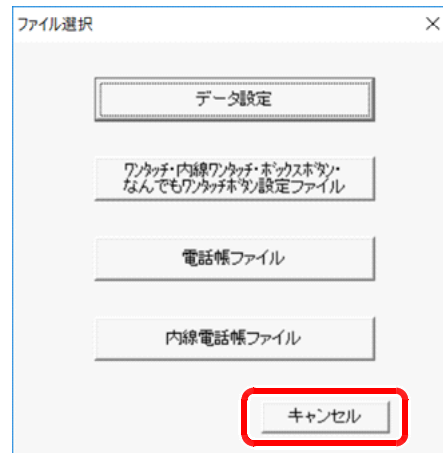 ファイル選択
データ設定
ワンタッチ・内線ワンタッチ・ボックスボタン・
なんでもワンタッチボタン設定ファイル
電話帳ファイル
内線電話帳ファイル
キャンセル